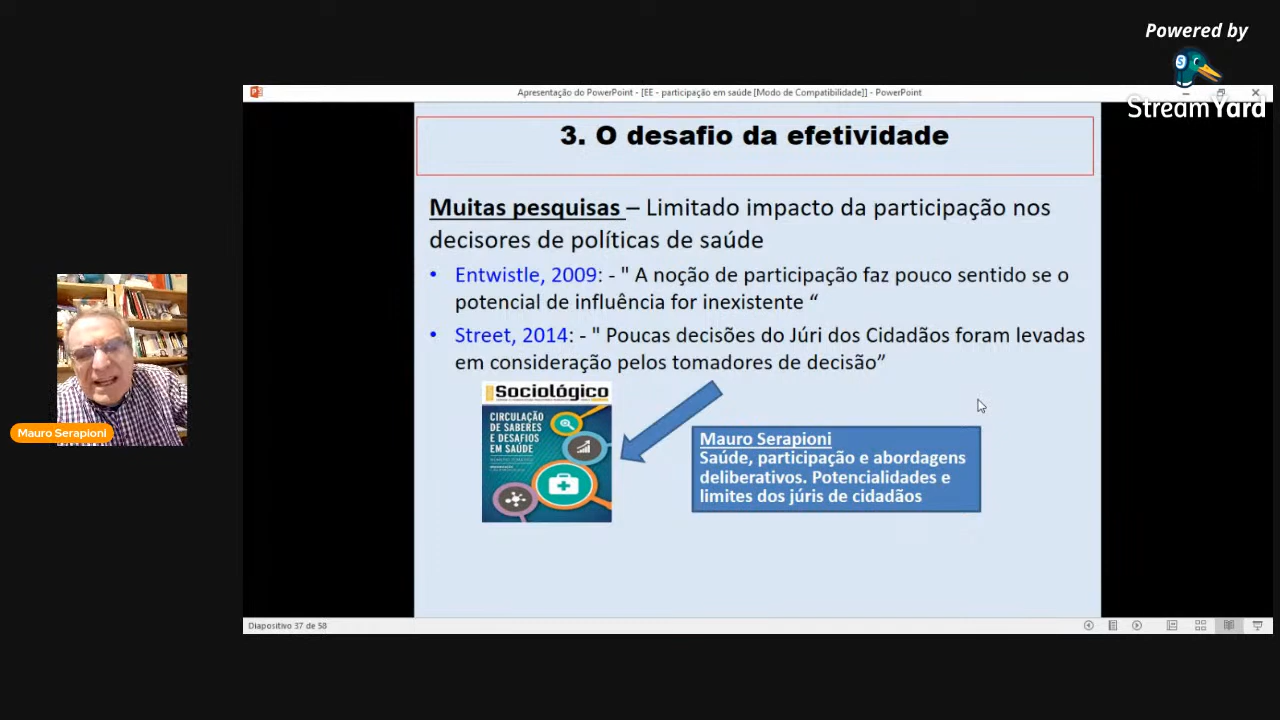 Powered by
StreamYard
Apresentação do PowerPoint - [EE - participação em saúde [Modo de Compatibilidade]] - PowerPoint
3. O desafio da efetividade
Muitas pesquisas – Limitado impacto da participação nos
decisores de políticas de saúde
• Entwistle, 2009: - " A noção de participação faz pouco sentido se o
potencial de influência for inexistente “
• Street, 2014: - " Poucas decisões do Júri dos Cidadãos foram levadas
em consideração pelos tomadores de decisão”
Sociológico
CIRCULAÇÃO
DE SABERES
E DESAFIOS
EM SAÚDE
Mauro Serapioni
Saúde, participação e abordagens
deliberativos. Potencialidades e
limites dos júris de cidadãos
Mauro Serapioni
Diapositivo 37 de 58